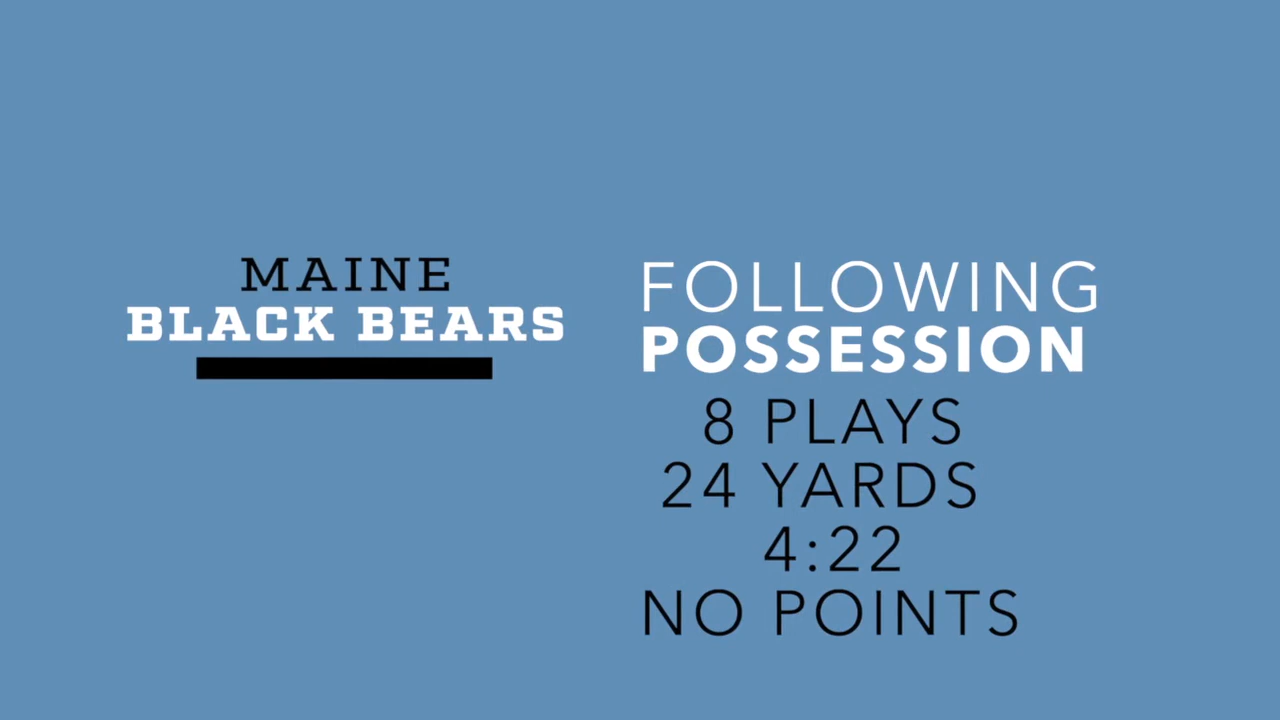 MAINE
BLACK BEARS
FOLLOWING
POSSESSION
8 PLAYS
24 YARDS
4:22
NO POINTS